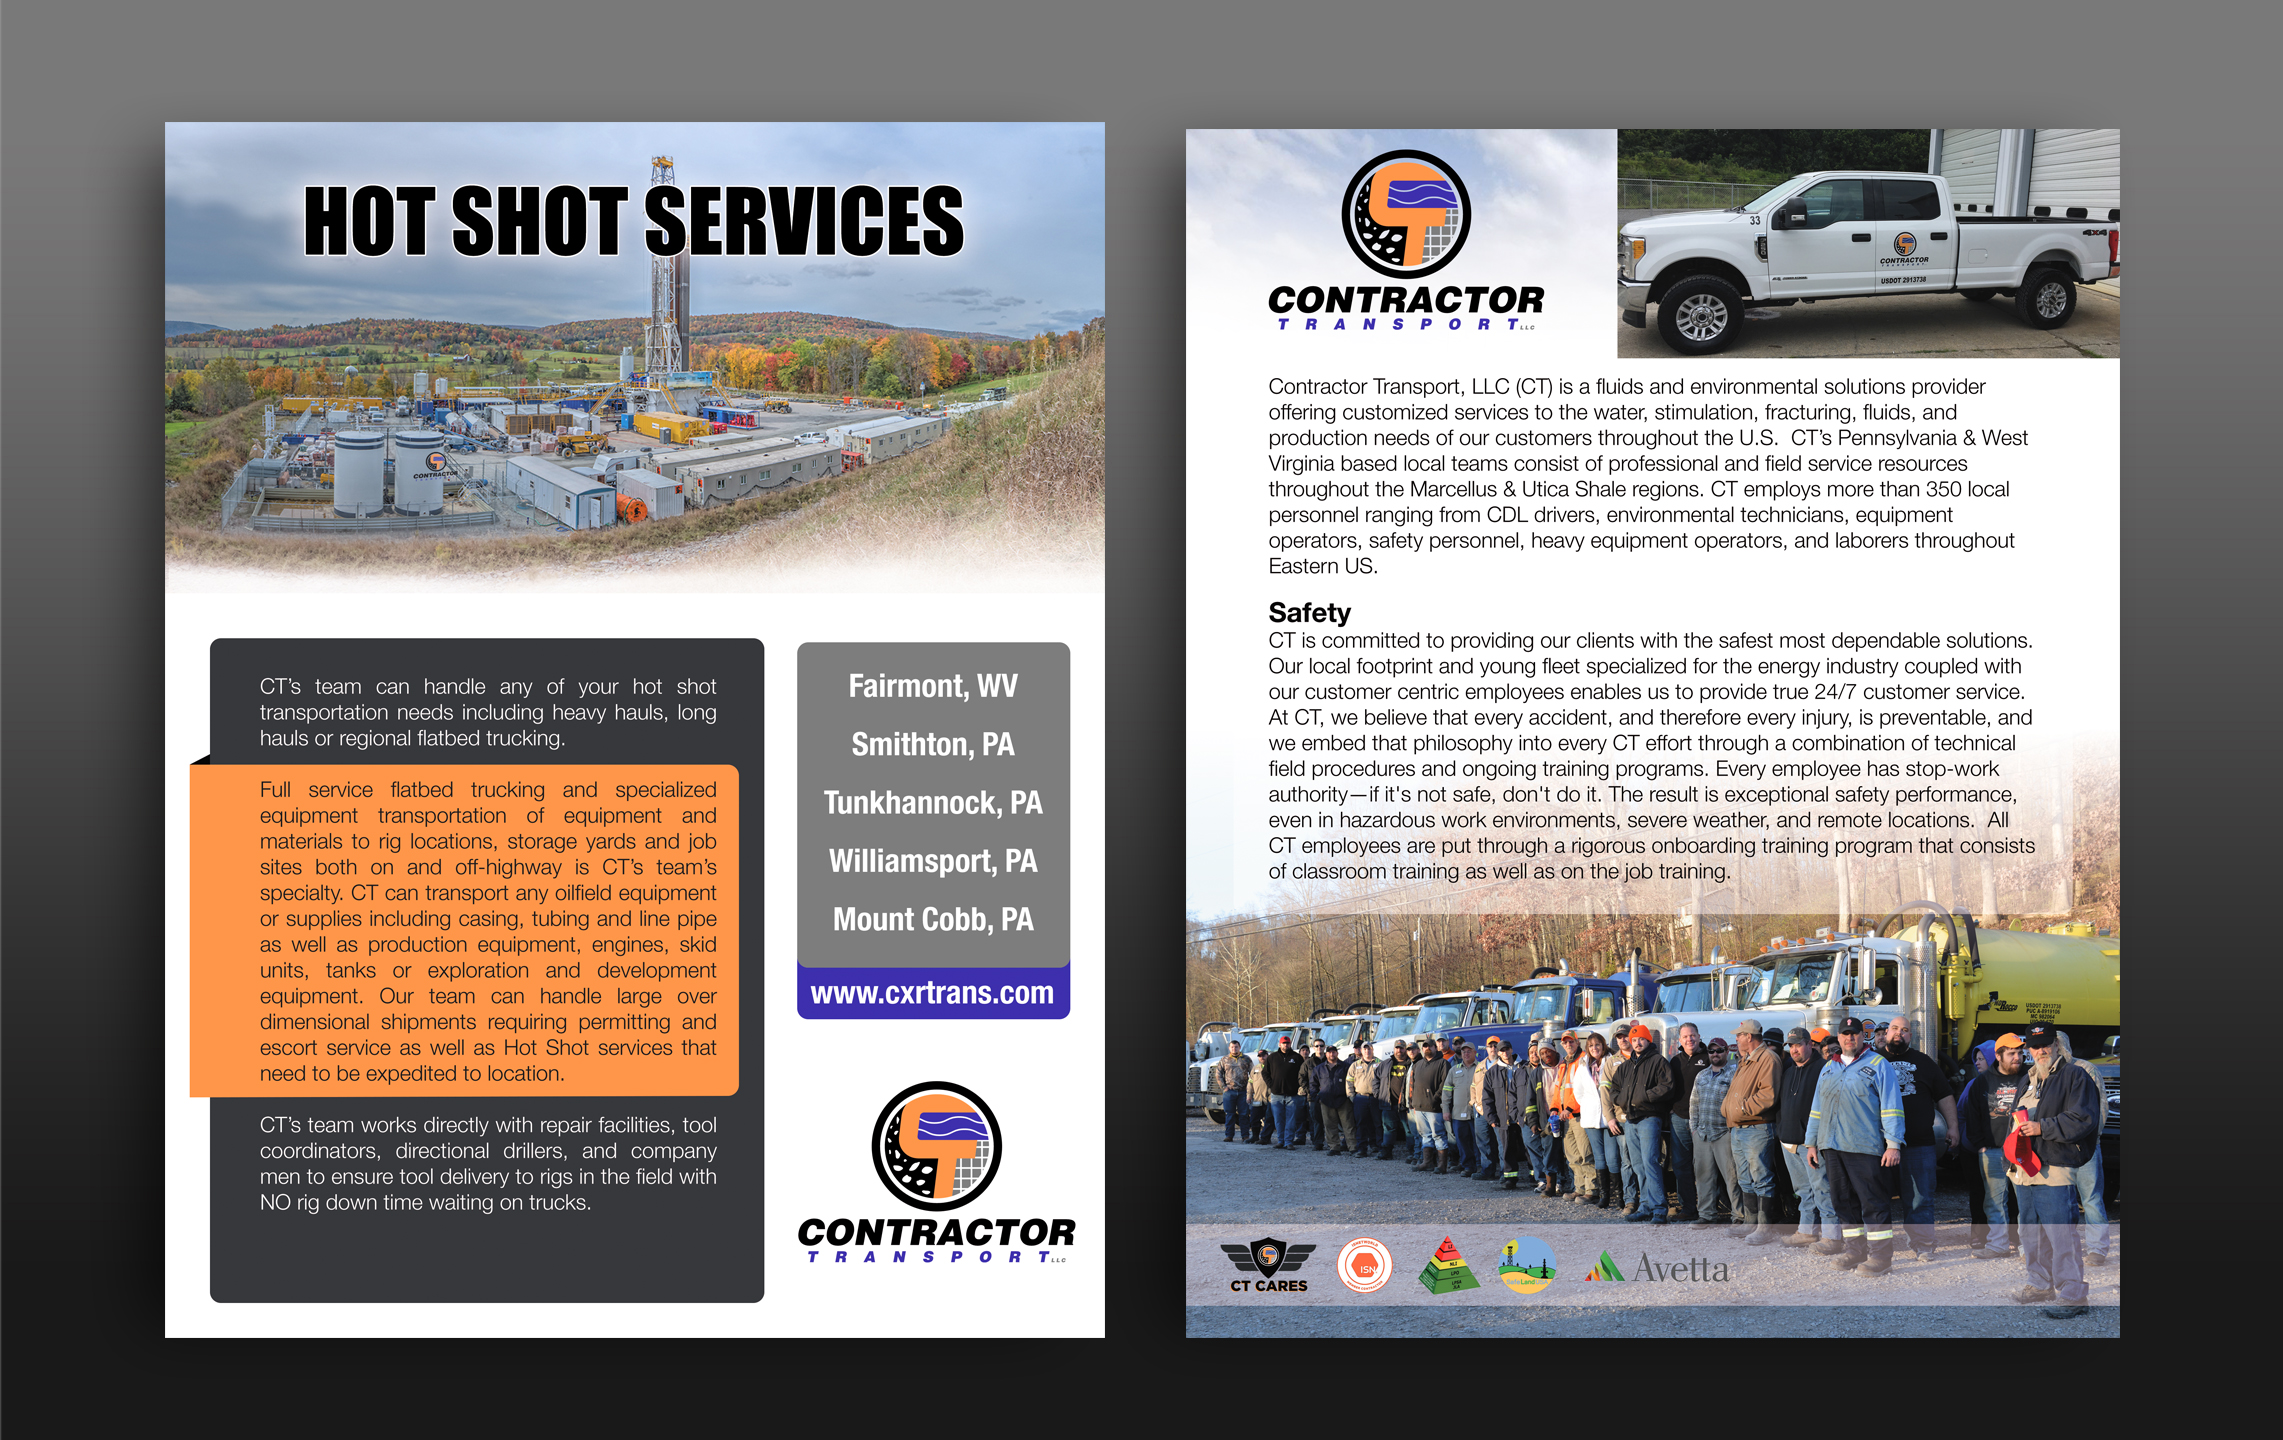 HOT SHOT SERVICES
CONTRACTOR
CT's team can handle any of your hot shot
transportation needs including heavy hauls, long
hauls or regional flatbed trucking.
Full service flatbed trucking and specialized
equipment transportation of equipment and
materials to rig locations, storage yards and job
sites both on and off-highway is CT's team's
specialty. CT can transport any oilfield equipment
or supplies including casing, tubing and line pipe
as well as production equipment, engines, skid
units, tanks or exploration and development
equipment. Our team can handle large over
dimensional shipments requiring permitting and
escort service as well as Hot Shot services that
need to be expedited to location.
CT's team works directly with repair facilities, tool
coordinators, directional drillers, and company
men to ensure tool delivery to rigs in the field with
NO rig down time waiting on trucks.
Fairmont, WV
Smithton, PA
Tunkhannock, PA
Williamsport, PA
Mount Cobb, PA
www.cxrtrans.com
CONTRACTOR
TRANSPORT LLC
CONTRACTOR
TRANSPORT LLC
33
4x4
CONTRACTOR
TRANSPORT
USDOT 2913738
Contractor Transport, LLC (CT) is a fluids and environmental solutions provider
offering customized services to the water, stimulation, fracturing, fluids, and
production needs of our customers throughout the U.S.  CT's Pennsylvania & West
Virginia based local teams consist of professional and field service resources
throughout the Marcellus & Utica Shale regions. CT employs more than 350 local
personnel ranging from CDL drivers, environmental technicians, equipment
operators, safety personnel, heavy equipment operators, and laborers throughout
Eastern US.
Safety
CT is committed to providing our clients with the safest most dependable solutions.
Our local footprint and young fleet specialized for the energy industry coupled with
our customer centric employees enables us to provide true 24/7 customer service.
At CT, we believe that every accident, and therefore every injury, is preventable, and
we embed that philosophy into every CT effort through a combination of technical
field procedures and ongoing training programs. Every employee has stop-work
authority—if it's not safe, don't do it. The result is exceptional safety performance,
even in hazardous work environments, severe weather, and remote locations.  All
CT employees are put through a rigorous onboarding training program that consists
of classroom training as well as on the job training.
USDOT 2913738
CT CARES
ISN
SafeLandUSA
Avetta